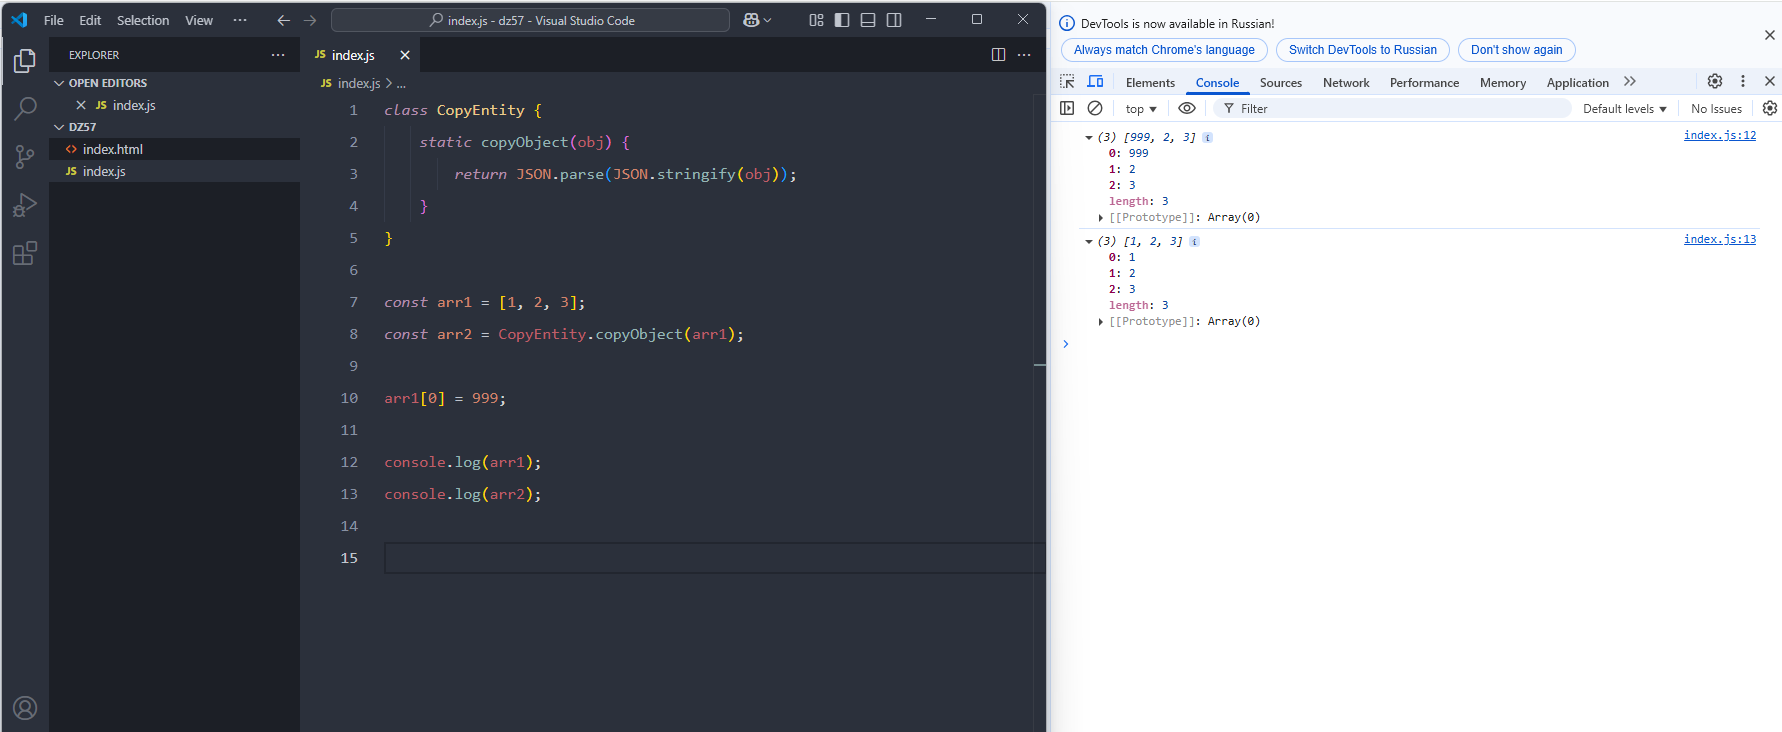 File Edit Selection View ··· index.js - dz57 - Visual Studio Code
EXPLORER ···
OPEN EDITORS
JS index.js
DZ57
<> index.html
JS index.js
JS index.js
JS index.js > ...
1 class CopyEntity {
2 static copyObject(obj) {
3 return JSON.parse(JSON.stringify(obj));
4 }
5 }
6
7 const arr1 = [1, 2, 3];
8 const arr2 = CopyEntity.copyObject(arr1);
9
10 arr1[0] = 999;
11
12 console.log(arr1);
13 console.log(arr2);
14
15
DevTools is now available in Russian!
Always match Chrome's language Switch DevTools to Russian Don't show again
Elements Console Sources Network Performance Memory Application
top Filter Default levels No Issues
(3) [999, 2, 3] i index.js:12
0: 999
1: 2
2: 3
length: 3
[[Prototype]]: Array(0)
(3) [1, 2, 3] i index.js:13
0: 1
1: 2
2: 3
length: 3
[[Prototype]]: Array(0)